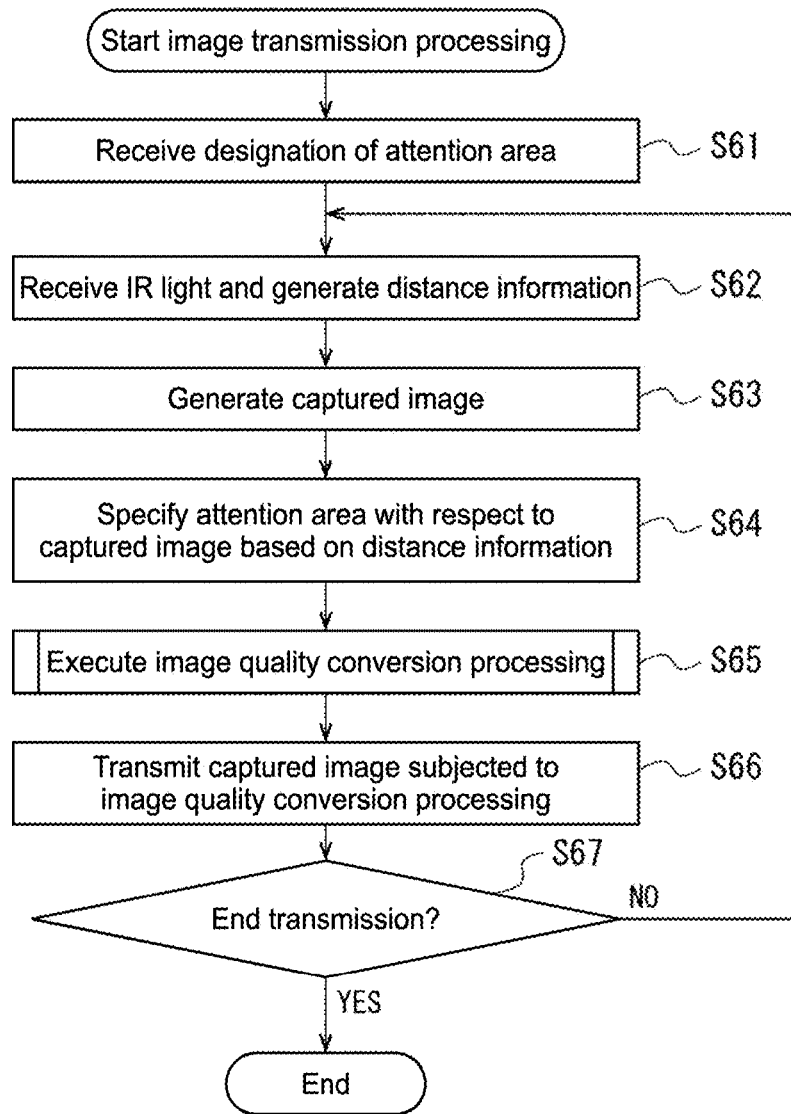 Start image transmission processing
Receive designation of attention area
S61
Receive IR light and generate distance information
S62
Generate captured image
S63
Specify attention area with respect to
captured image based on distance information
S64
Execute image quality conversion processing
S65
Transmit captured image subjected to
image quality conversion processing
S66
S67
End transmission?
NO
YES
End